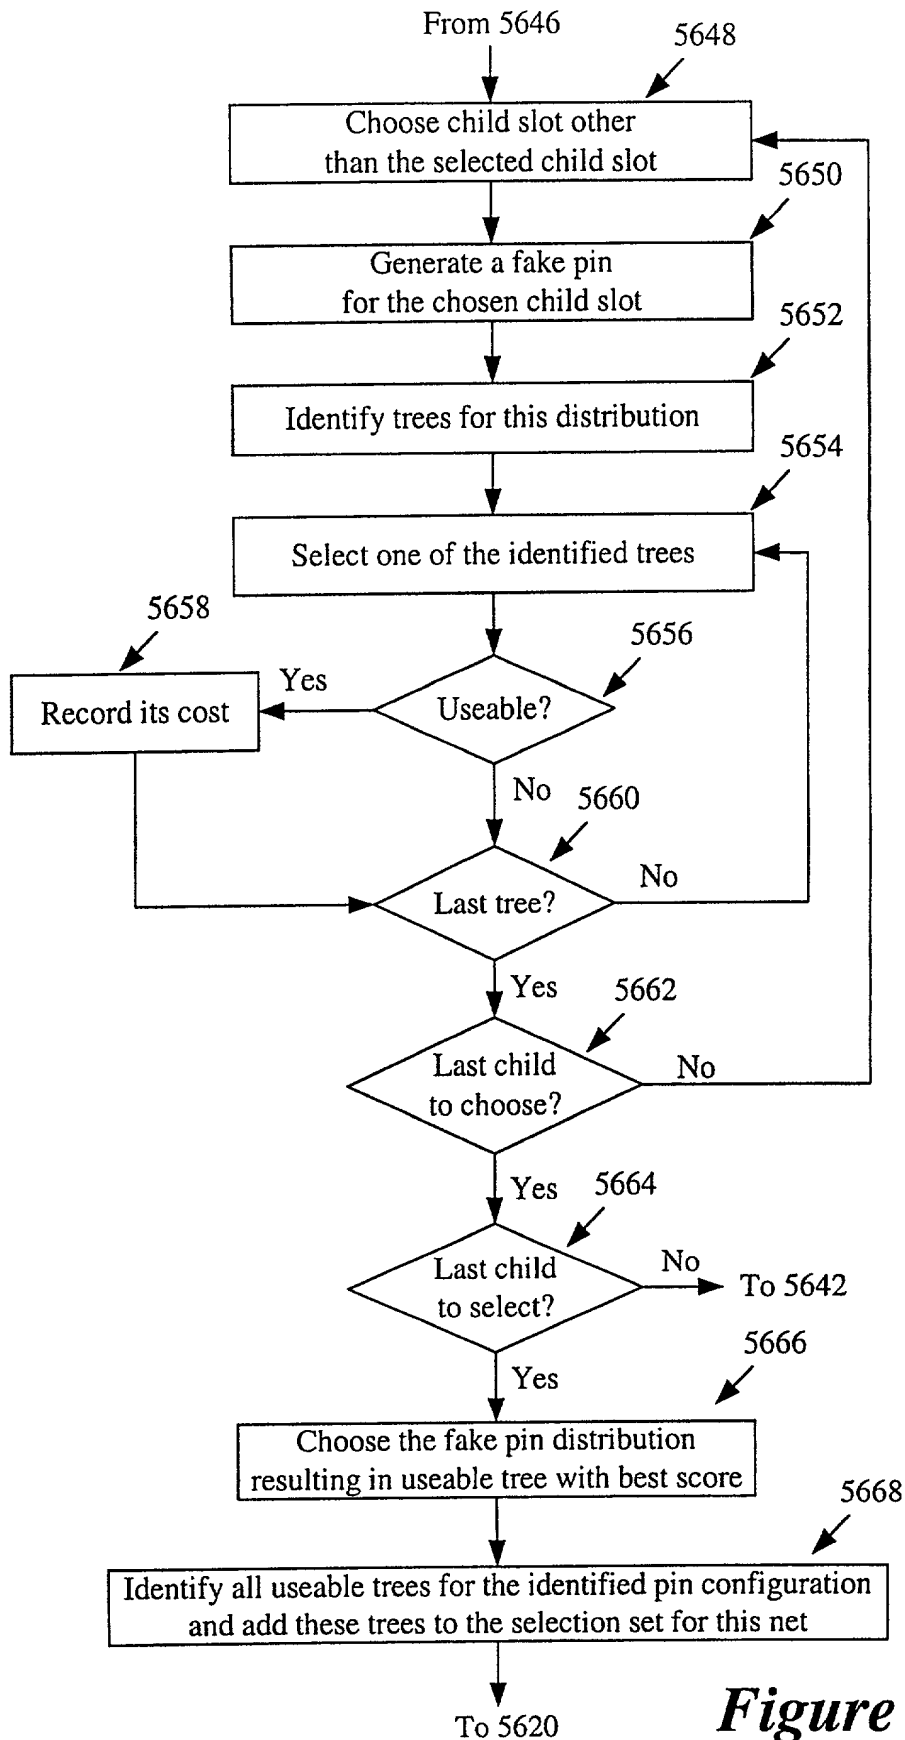 From 5646
5648
Choose child slot other
than the selected child slot
5650
Generate a fake pin
for the chosen child slot
5652
Identify trees for this distribution
5654
Select one of the identified trees
5658
5656
Yes
Record its cost
Useable?
No
5660
Last tree?
No
Yes
5662
Last child
to choose?
No
Yes
5664
Last child
to select?
No
To 5642
5666
Yes
Choose the fake pin distribution
resulting in useable tree with best score
5668
Identify all useable trees for the identified pin configuration
and add these trees to the selection set for this net
To 5620
Figure